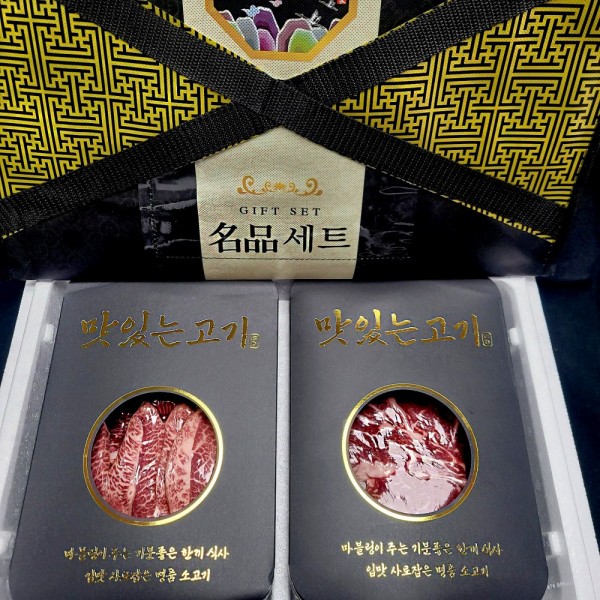 GIFT SET
名品세트
맛있는고기
맛있는고기
마블링이 주는 기분좋은 한끼 식사
입맛 사로잡은 명품 소고기
마블링이 주는 기분좋은 한끼 식사
입맛 사로잡은 명품 소고기